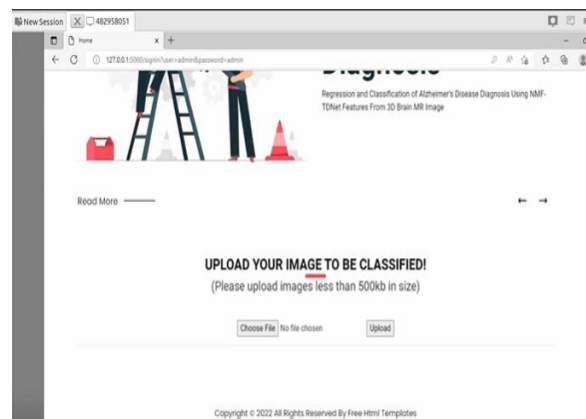 New Session
482958051
Home
127.0.0.1:5000/signin?user=admin&password=admin
Diagnosis
Regression and Classification of Alzheimer's Disease Diagnosis Using NMF-
TDNet Features From 3D Brain MR Image
Read More
UPLOAD YOUR IMAGE TO BE CLASSIFIED!
(Please upload images less than 500kb in size)
Choose File No file chosen Upload
Copyright © 2022 All Rights Reserved By Free Html Templates